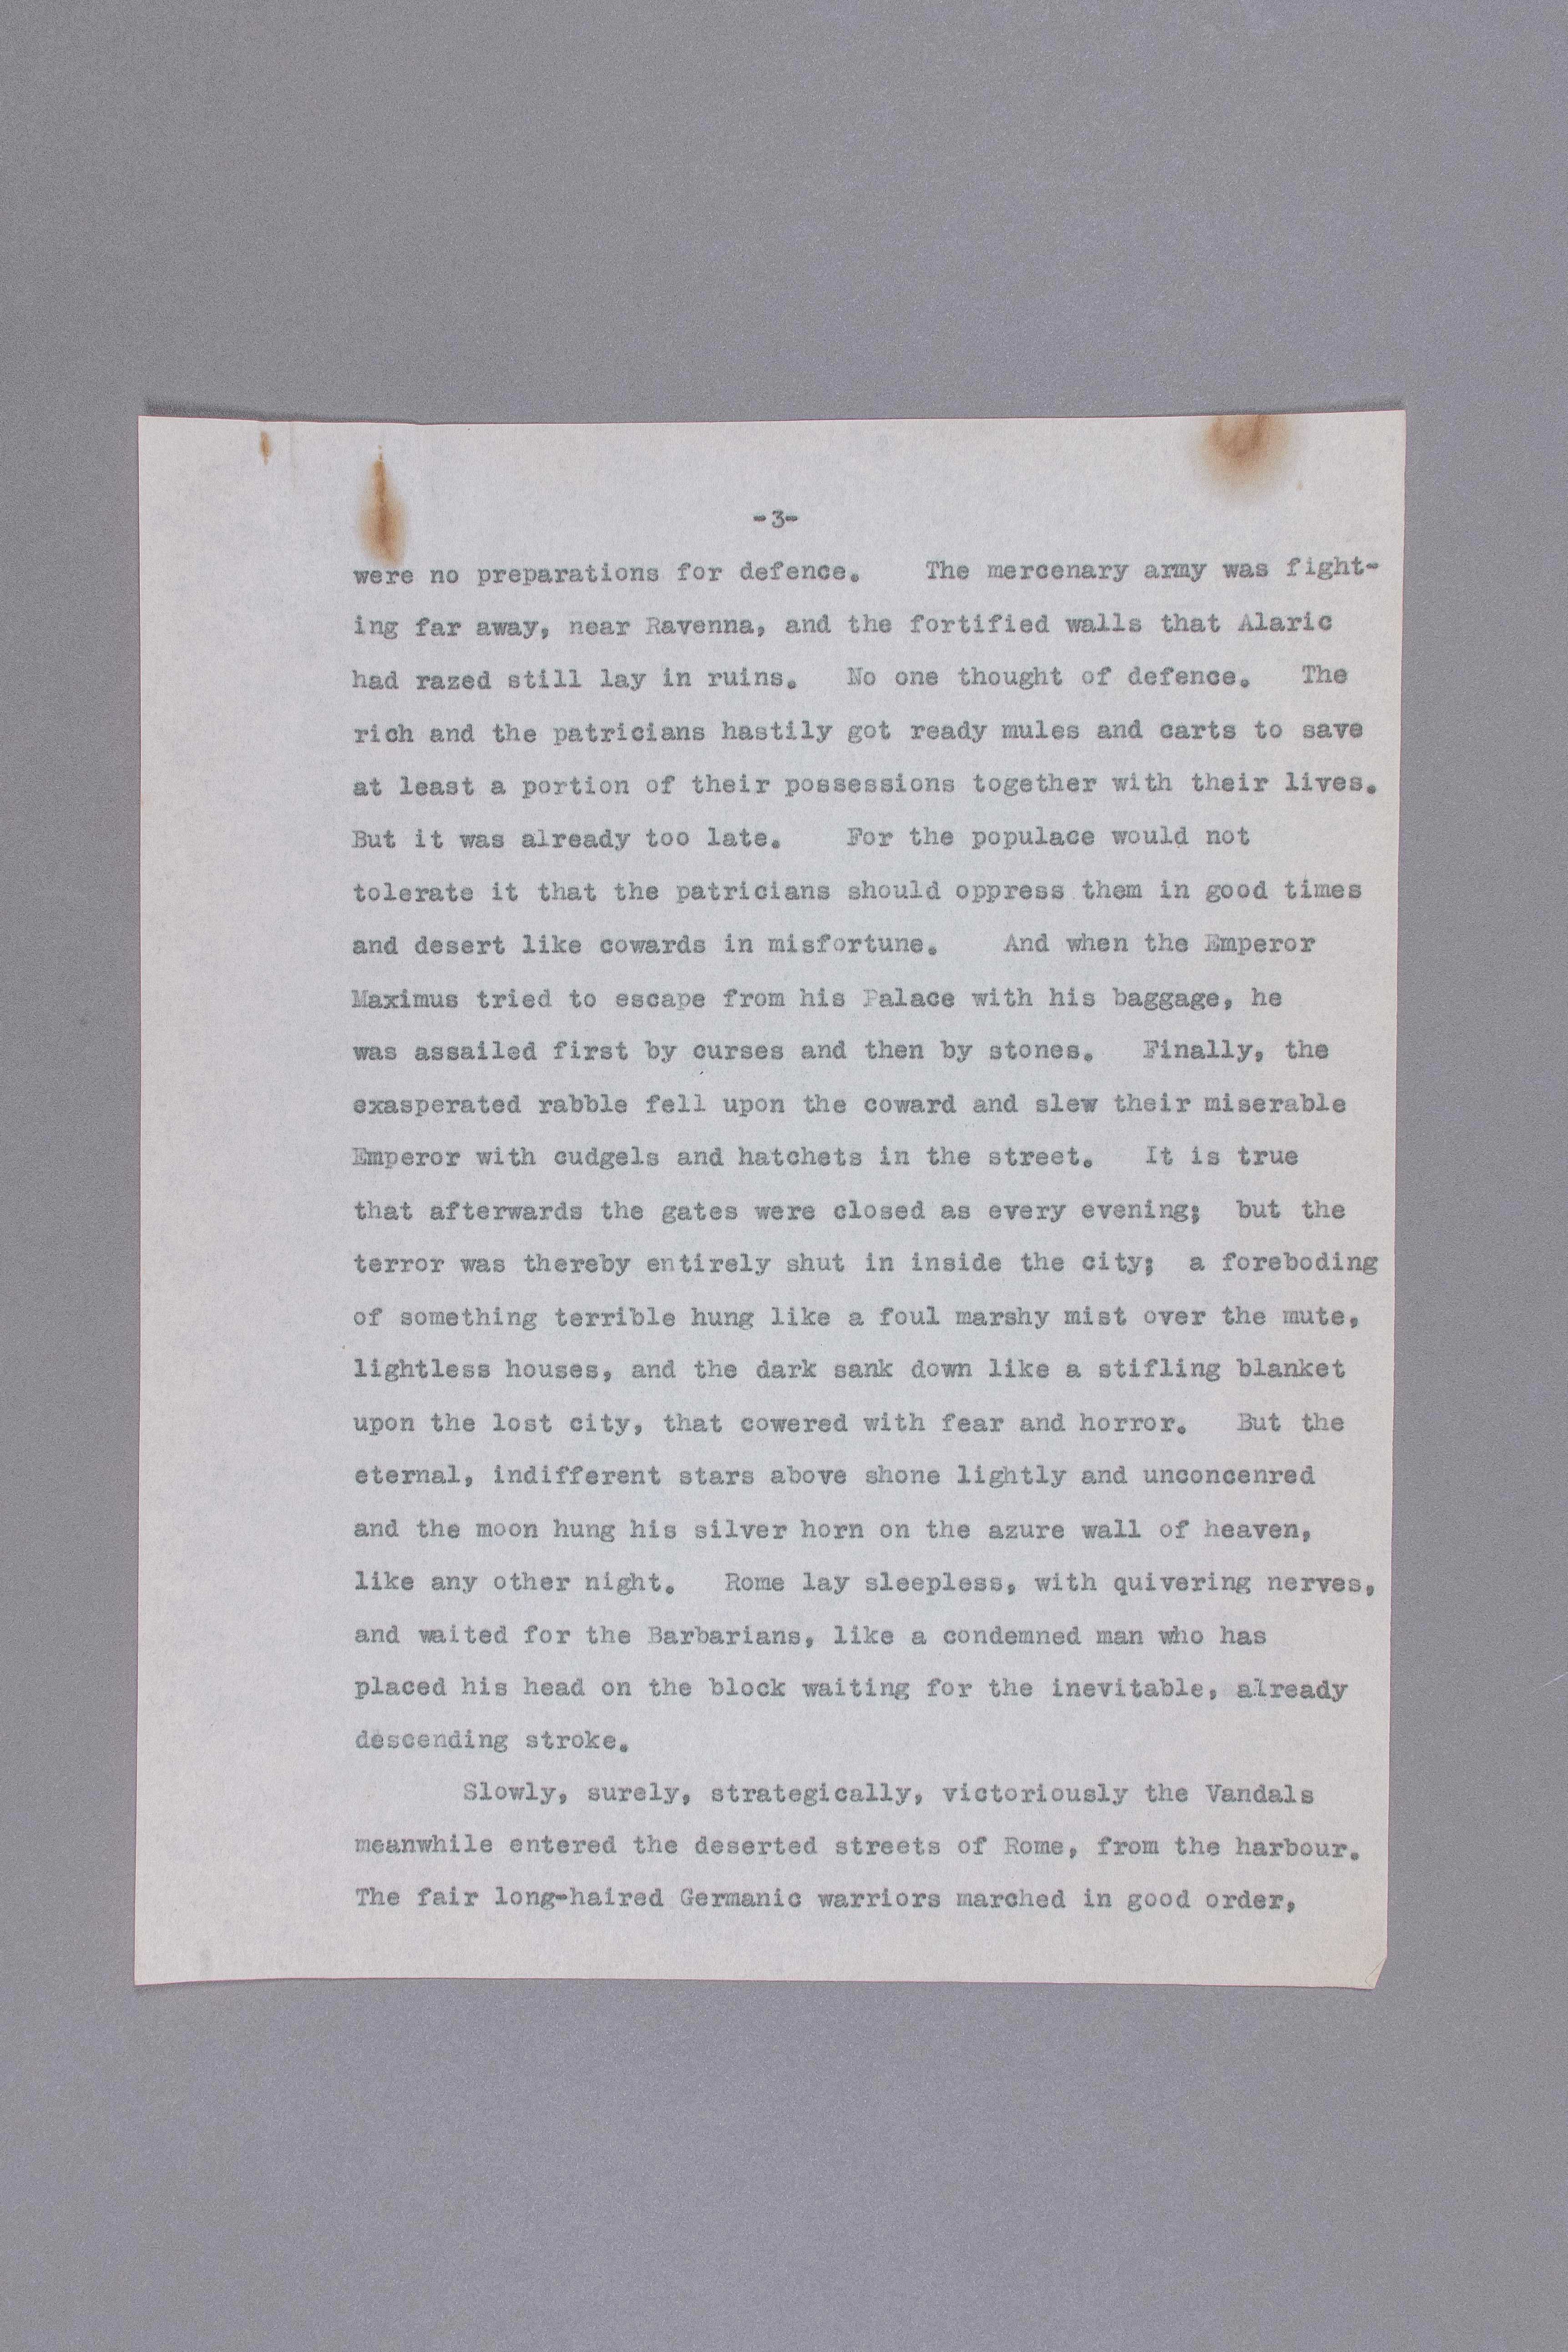 -3-
were no preparations for defence. The mercenary army was fight-
ing far away, near Ravenna, and the fortified walls that Alaric
had razed still lay in ruins. No one thought of defence. The
rich and the patricians hastily got ready mules and carts to save
at least a portion of their possessions together with their lives.
But it was already too late. For the populace would not
tolerate it that the patricians should oppress them in good times
and desert like cowards in misfortune. And when the Emperor
Maximus tried to escape from his Palace with his baggage, he
was assailed first by curses and then by stones. Finally, the
exasperated rabble fell upon the coward and slew their miserable
Emperor with cudgels and hatchets in the street. It is true
that afterwards the gates were closed as every evening; but the
terror was thereby entirely shut in inside the city; a foreboding
of something terrible hung like a foul marshy mist over the mute,
lightless houses, and the dark sank down like a stifling blanket
upon the lost city, that cowered with fear and horror. But the
eternal, indifferent stars above shone lightly and unconcenred
and the moon hung his silver horn on the azure wall of heaven,
like any other night. Rome lay sleepless, with quivering nerves,
and waited for the Barbarians, like a condemned man who has
placed his head on the block waiting for the inevitable, already
descending stroke.
Slowly, surely, strategically, victoriously the Vandals
meanwhile entered the deserted streets of Rome, from the harbour.
The fair long-haired Germanic warriors marched in good order,